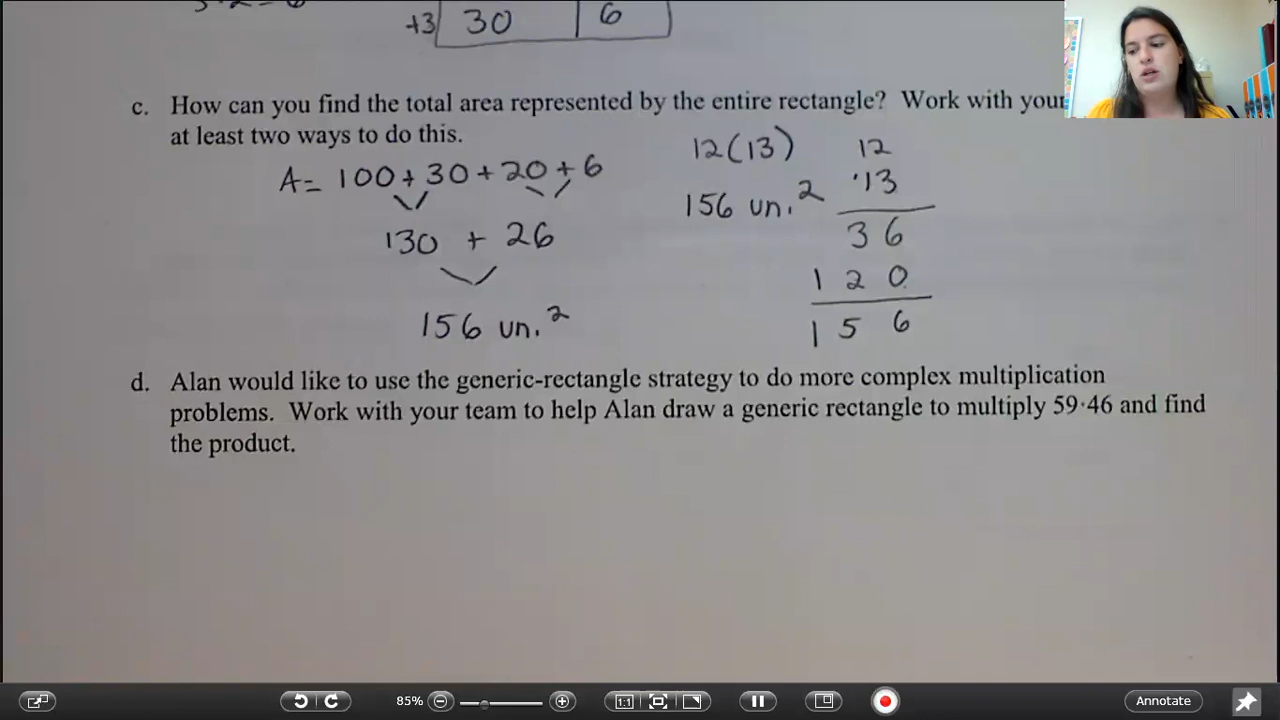 +3 30 6
c. How can you find the total area represented by the entire rectangle? Work with your
at least two ways to do this.
A= 100+30+20+6
130 + 26
156 un.²
12(13)
156 un.²
12
·13
36
120
156
d. Alan would like to use the generic-rectangle strategy to do more complex multiplication
problems. Work with your team to help Alan draw a generic rectangle to multiply 59·46 and find
the product.
85%
1:1
Annotate